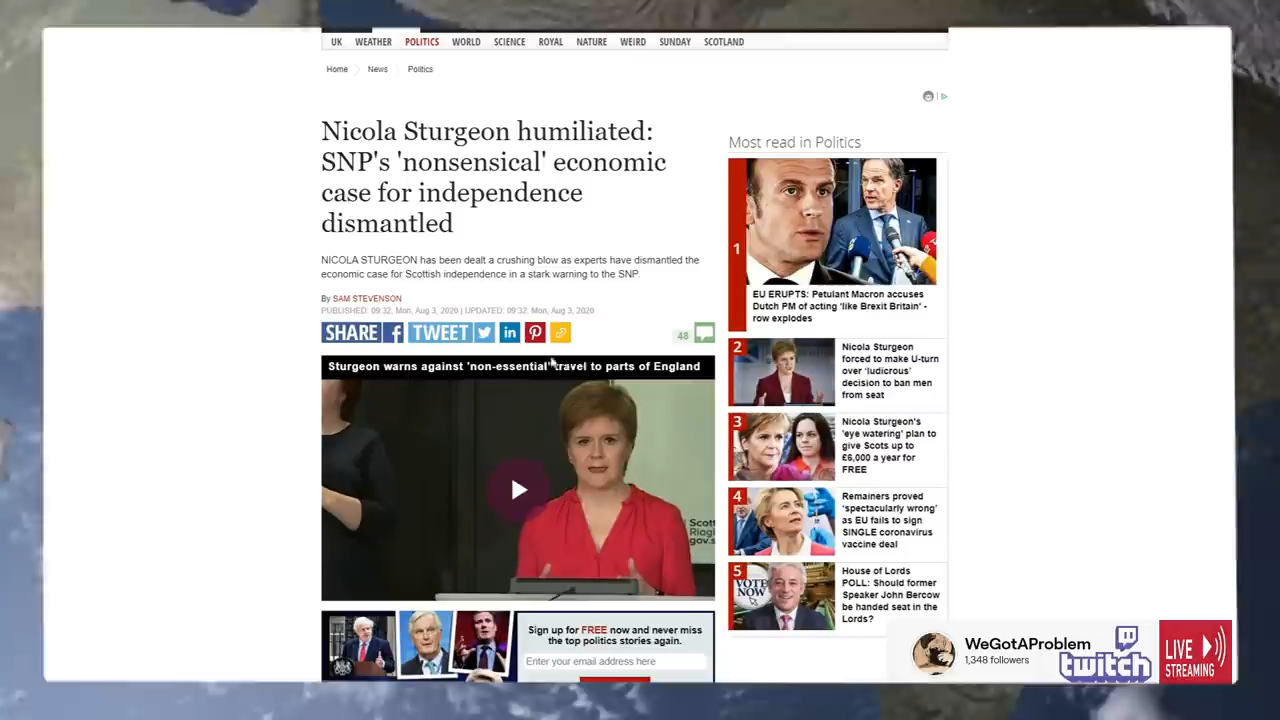 UK WEATHER POLITICS WORLD SCIENCE ROYAL NATURE WEIRD SUNDAY SCOTLAND
Home News Politics
Nicola Sturgeon humiliated:
SNP's 'nonsensical' economic
case for independence
dismantled
NICOLA STURGEON has been dealt a crushing blow as experts have dismantled the
economic case for Scottish independence in a stark warning to the SNP.
By SAM STEVENSON
PUBLISHED: 09:32, Mon, Aug 3, 2020 | UPDATED: 09:32, Mon, Aug 3, 2020
SHARE f TWEET in
48
Sturgeon warns against 'non-essential' travel to parts of England
Scott
Riagl
gov.s
Sign up for FREE now and never miss
the top politics stories again.
Enter your email address here
Most read in Politics
1
EU ERUPTS: Petulant Macron accuses
Dutch PM of acting 'like Brexit Britain' -
row explodes
2
Nicola Sturgeon
forced to make U-turn
over 'ludicrous'
decision to ban men
from seat
3
Nicola Sturgeon's
'eye watering' plan to
give Scots up to
£6,000 a year for
FREE
4
Remainers proved
'spectacularly wrong'
as EU fails to sign
SINGLE coronavirus
vaccine deal
5
VOTE
NOW
House of Lords
POLL: Should former
Speaker John Bercow
be handed seat in the
Lords?
WeGotAProblem
1,348 followers
twitch
LIVE
STREAMING